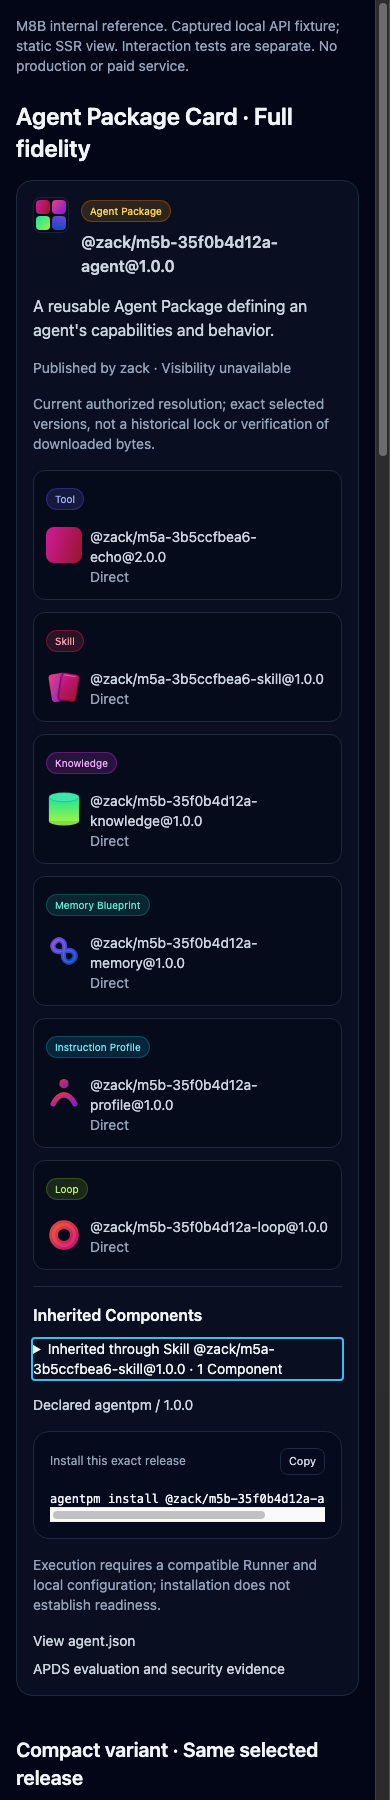 M8B internal reference. Captured local API fixture;
static SSR view. Interaction tests are separate. No
production or paid service.
Agent Package Card · Full
fidelity
Agent Package
@zack/m5b-35f0b4d12a-
agent@1.0.0
A reusable Agent Package defining an
agent's capabilities and behavior.
Published by zack · Visibility unavailable
Current authorized resolution; exact selected
versions, not a historical lock or verification of
downloaded bytes.
Tool
@zack/m5a-3b5ccfbea6-
echo@2.0.0
Direct
Skill
@zack/m5a-3b5ccfbea6-skill@1.0.0
Direct
Knowledge
@zack/m5b-35f0b4d12a-
knowledge@1.0.0
Direct
Memory Blueprint
@zack/m5b-35f0b4d12a-
memory@1.0.0
Direct
Instruction Profile
@zack/m5b-35f0b4d12a-
profile@1.0.0
Direct
Loop
@zack/m5b-35f0b4d12a-loop@1.0.0
Direct
Inherited Components
Inherited through Skill @zack/m5a-
3b5ccfbea6-skill@1.0.0 · 1 Component
Declared agentpm / 1.0.0
Install this exact release
Copy
agentpm install @zack/m5b-35f0b4d12a-a
Execution requires a compatible Runner and
local configuration; installation does not
establish readiness.
View agent.json
APDS evaluation and security evidence
Compact variant · Same selected
release